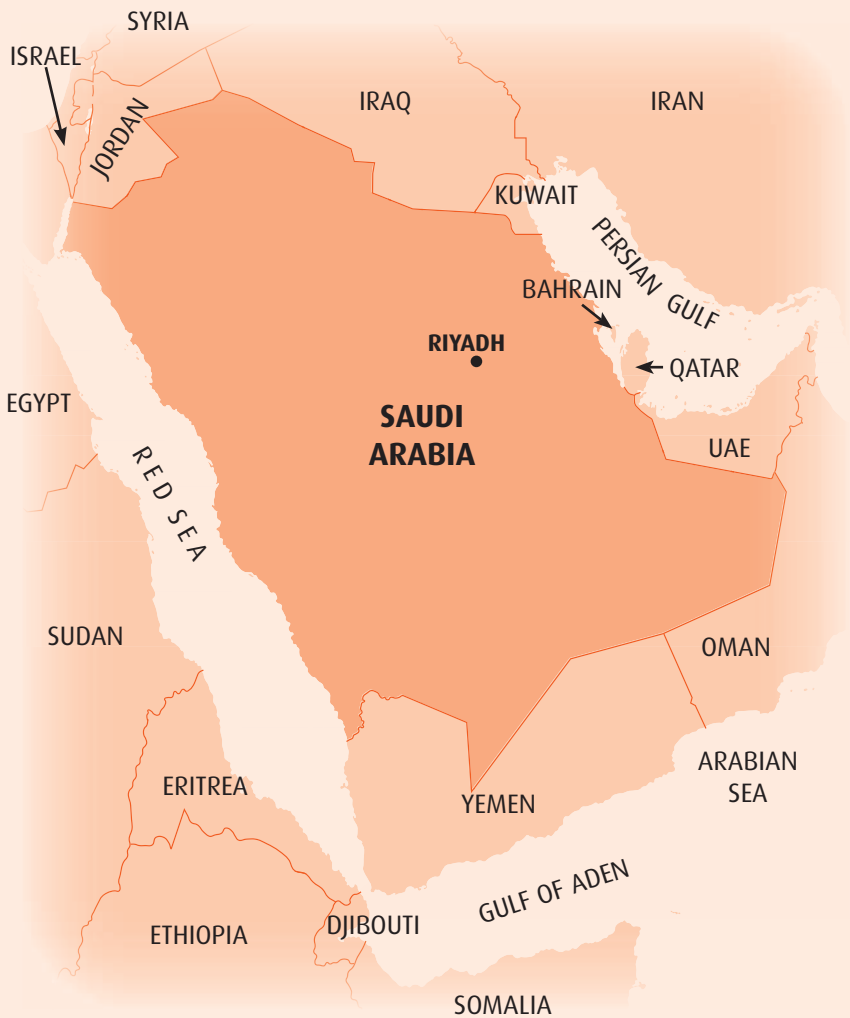 SYRIA
ISRAEL
JORDAN
IRAQ
IRAN
KUWAIT
PERSIAN GULF
BAHRAIN
RIYADH
QATAR
EGYPT
SAUDI
ARABIA
UAE
RED SEA
SUDAN
OMAN
ARABIAN
SEA
ERITREA
YEMEN
GULF OF ADEN
ETHIOPIA
DJIBOUTI
SOMALIA